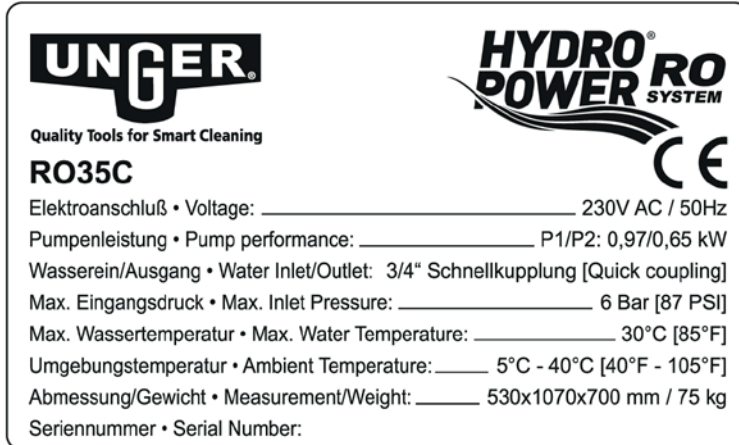 UNGER®
Quality Tools for Smart Cleaning
HYDRO®
POWER RO
SYSTEM
CE
RO35C
Elektroanschluß • Voltage: 230V AC / 50Hz
Pumpenleistung • Pump performance: P1/P2: 0,97/0,65 kW
Wasserein/Ausgang • Water Inlet/Outlet: 3/4“ Schnellkupplung [Quick coupling]
Max. Eingangsdruck • Max. Inlet Pressure: 6 Bar [87 PSI]
Max. Wassertemperatur • Max. Water Temperature: 30°C [85°F]
Umgebungstemperatur • Ambient Temperature: 5°C - 40°C [40°F - 105°F]
Abmessung/Gewicht • Measurement/Weight: 530x1070x700 mm / 75 kg
Seriennummer • Serial Number: